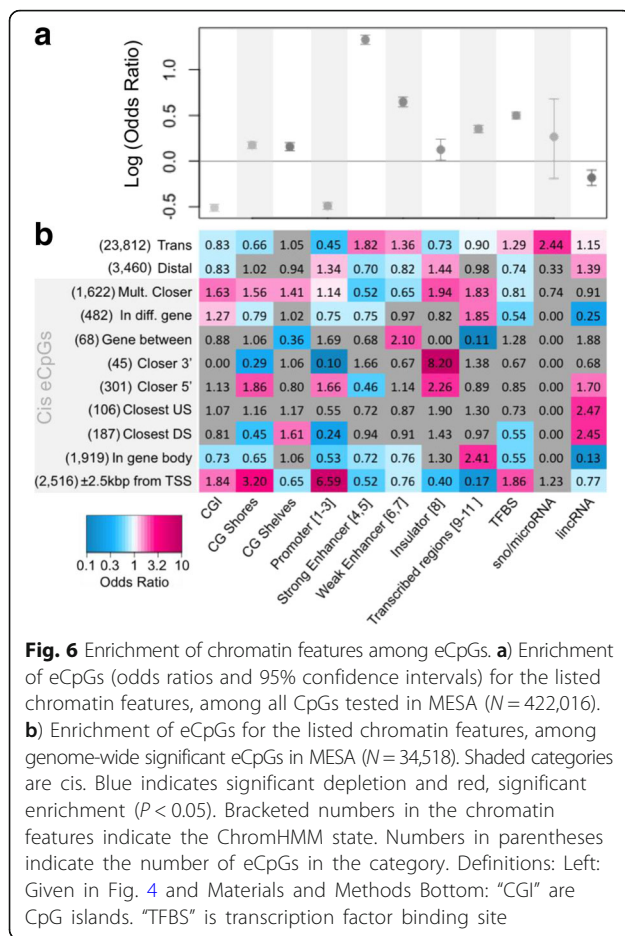 a
Log (Odds Ratio)
1.0
0.5
0.0
-0.5
b
(23,812) Trans 0.83 0.66 1.05 0.45 1.82 1.36 0.73 0.90 1.29 2.44 1.15
(3,460) Distal 0.83 1.02 0.94 1.34 0.70 0.82 1.44 0.98 0.74 0.33 1.39
(1,622) Mult. Closer 1.63 1.56 1.41 1.14 0.52 0.65 1.94 1.83 0.81 0.74 0.91
(482) In diff. gene 1.27 0.79 1.02 0.75 0.75 0.97 0.82 1.85 0.54 0.00 0.25
(68) Gene between 0.88 1.06 0.36 1.69 0.68 2.10 0.00 0.11 1.28 0.00 1.88
(45) Closer 3' 0.00 0.29 1.06 0.10 1.66 0.67 8.20 1.38 0.67 0.00 0.68
(301) Closer 5' 1.13 1.86 0.80 1.66 0.46 1.14 2.26 0.89 0.85 0.00 1.70
(106) Closest US 1.07 1.16 1.17 0.55 0.72 0.87 1.90 1.30 0.73 0.00 2.47
(187) Closest DS 0.81 0.45 1.61 0.24 0.94 0.91 1.43 0.97 0.55 0.00 2.45
(1,919) In gene body 0.73 0.65 1.06 0.53 0.72 0.76 1.30 2.41 0.55 0.00 0.13
(2,516) ±2.5kbp from TSS 1.84 3.20 0.65 6.59 0.52 0.76 0.40 0.17 1.86 1.23 0.77
Cis eCpGs
CGI
CG Shores
CG Shelves
Promoter [1-3]
Strong Enhancer [4,5]
Weak Enhancer [6,7]
Insulator [8]
Transcribed regions [9-11 ]
TFBS
sno/microRNA
lincRNA
0.1 0.3 1 3.2 10
Odds Ratio
Fig. 6 Enrichment of chromatin features among eCpGs. a) Enrichment
of eCpGs (odds ratios and 95% confidence intervals) for the listed
chromatin features, among all CpGs tested in MESA (N = 422,016).
b) Enrichment of eCpGs for the listed chromatin features, among
genome-wide significant eCpGs in MESA (N = 34,518). Shaded categories
are cis. Blue indicates significant depletion and red, significant
enrichment (P < 0.05). Bracketed numbers in the chromatin
features indicate the ChromHMM state. Numbers in parentheses
indicate the number of eCpGs in the category. Definitions: Left:
Given in Fig. 4 and Materials and Methods Bottom: “CGI” are
CpG islands. “TFBS” is transcription factor binding site